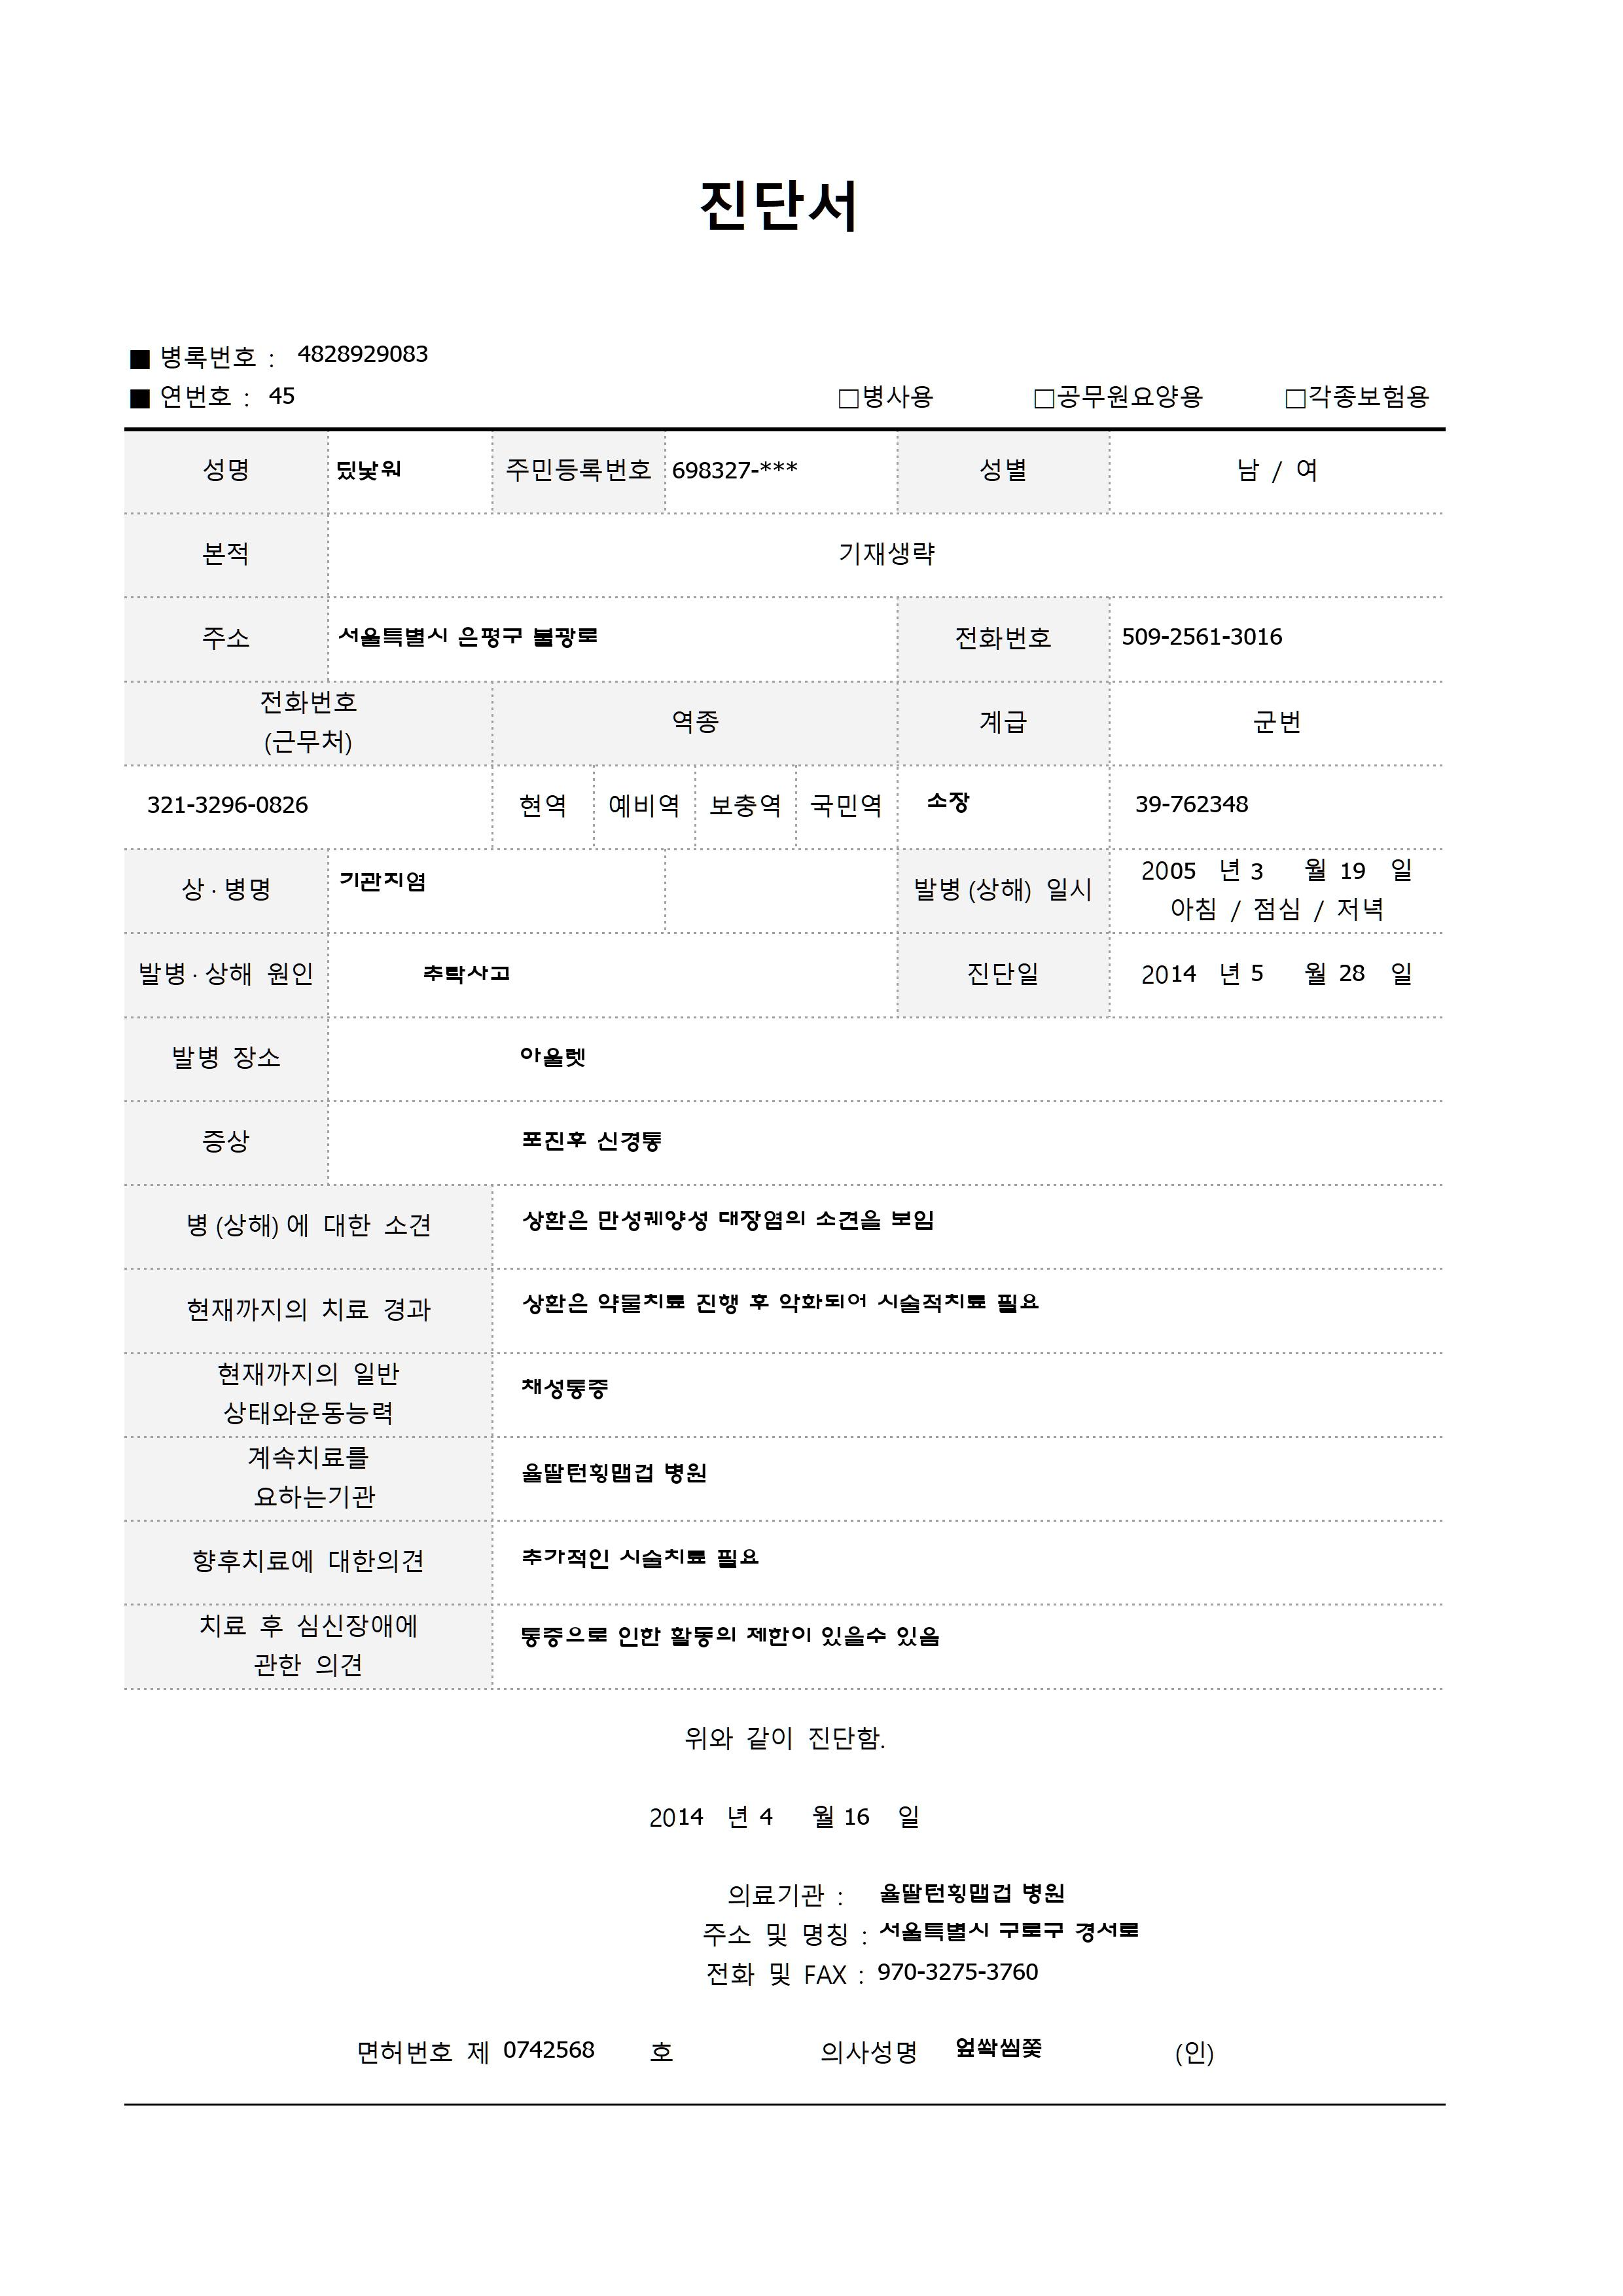 진단서
■ 병록번호 : 4828929083
■ 연번호 : 45 □병사용 □공무원요양용 □각종보험용
성명 딨낯워 주민등록번호 698327-*** 성별 남 / 여
본적 기재생략
주소 서울특별시 은평구 불광로 전화번호 509-2561-3016
전화번호
(근무처) 역종 계급 군번
321-3296-0826 현역 예비역 보충역 국민역 소장 39-762348
상·병명 기관지염 발병(상해) 일시 2005 년 3 월 19 일
아침 / 점심 / 저녁
발병·상해 원인 추락사고 진단일 2014 년 5 월 28 일
발병 장소 아울렛
증상 포진후 신경통
병(상해)에 대한 소견 상환은 만성궤양성 대장염의 소견을 보임
현재까지의 치료 경과 상환은 약물치료 진행 후 악화되어 시술적치료 필요
현재까지의 일반
상태와운동능력 채성통증
계속치료를
요하는기관 율딸턴횡맵겁 병원
향후치료에 대한의견 추가적인 시술치료 필요
치료 후 심신장애에
관한 의견 통증으로 인한 활동의 제한이 있을수 있음
위와 같이 진단함.
2014 년 4 월 16 일
의료기관 : 율딸턴횡맵겁 병원
주소 및 명칭 : 서울특별시 구로구 경서로
전화 및 FAX : 970-3275-3760
면허번호 제 0742568 호 의사성명 엎쏵씸쫓 (인)